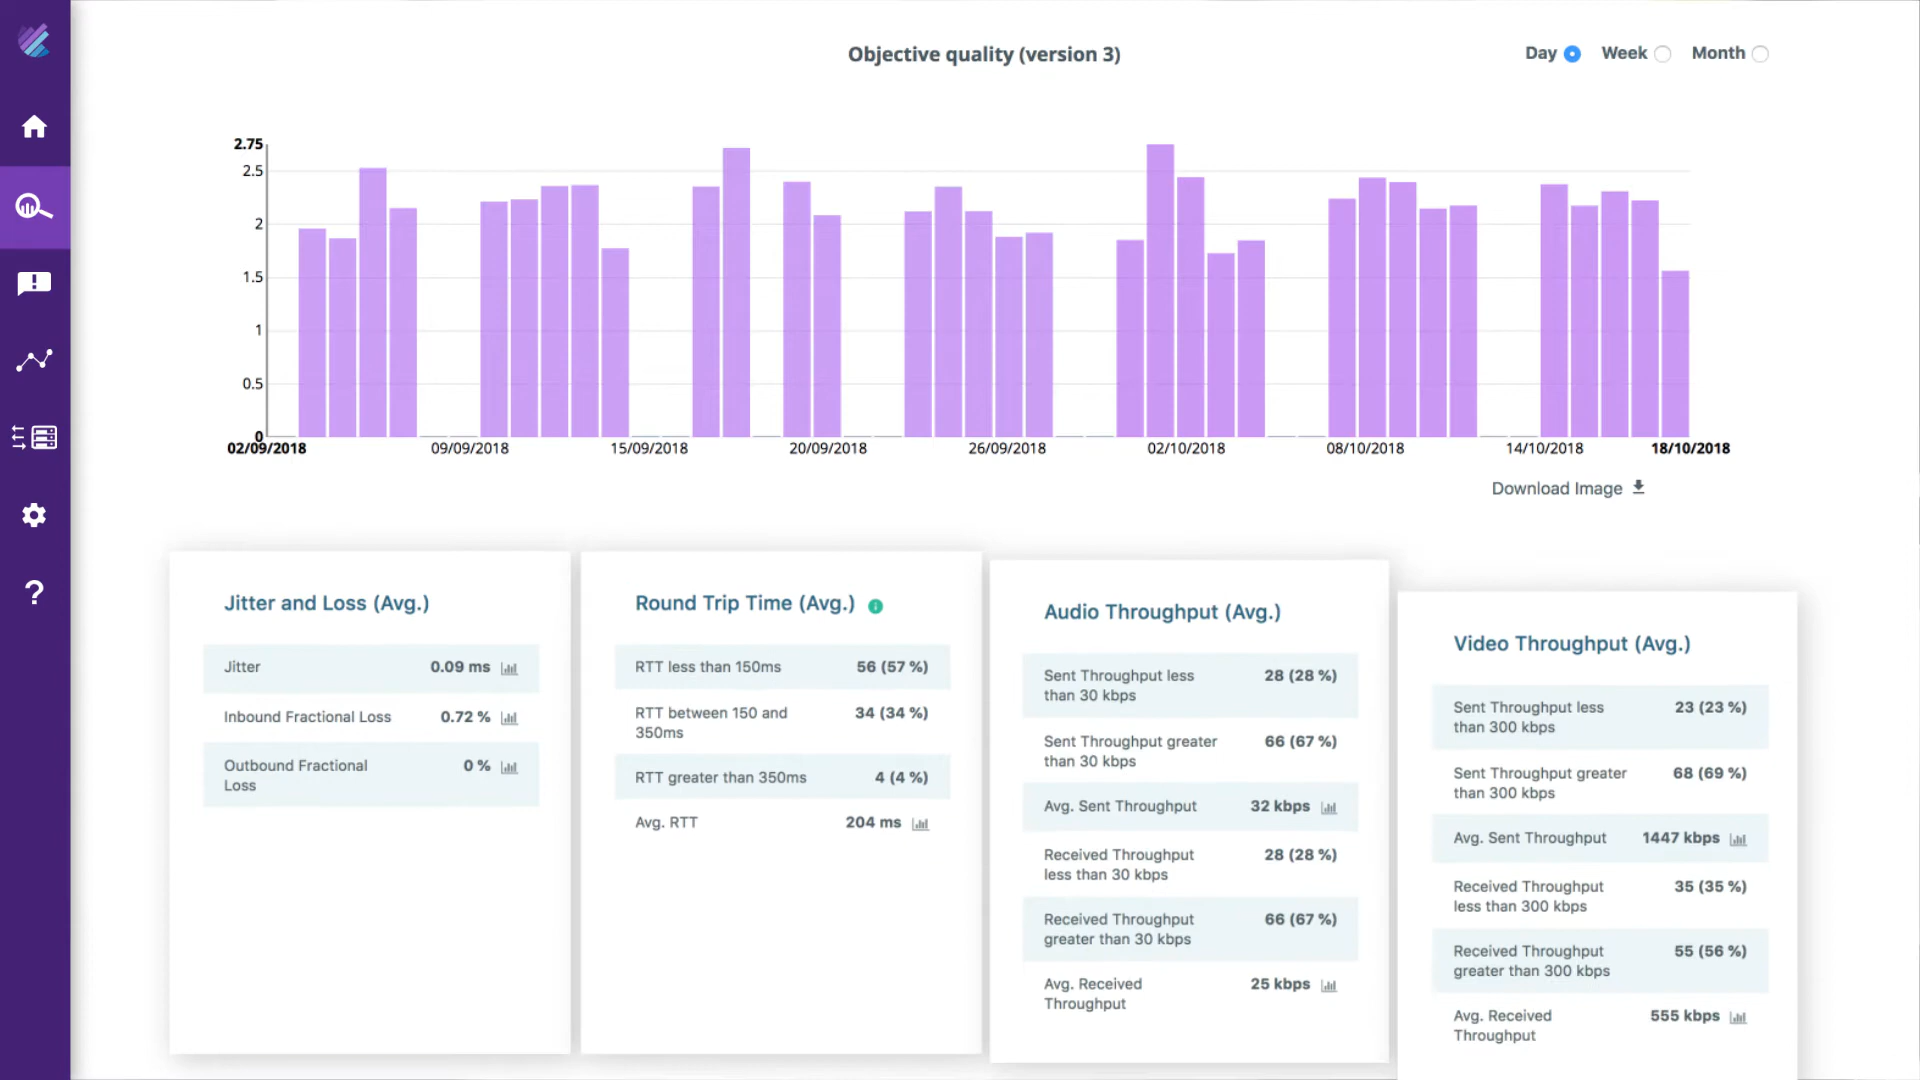 Objective quality (version 3)
Day
Week
Month
2.75
2.5
2
1.5
1
0.5
0
02/09/2018
09/09/2018
15/09/2018
20/09/2018
26/09/2018
02/10/2018
08/10/2018
14/10/2018
18/10/2018
Download Image
Jitter and Loss (Avg.)
Jitter 0.09 ms
Inbound Fractional Loss 0.72 %
Outbound Fractional 0 %
Loss
Round Trip Time (Avg.)
RTT less than 150ms 56 (57 %)
RTT between 150 and 34 (34 %)
350ms
RTT greater than 350ms 4 (4 %)
Avg. RTT 204 ms
Audio Throughput (Avg.)
Sent Throughput less 28 (28 %)
than 30 kbps
Sent Throughput greater 66 (67 %)
than 30 kbps
Avg. Sent Throughput 32 kbps
Received Throughput 28 (28 %)
less than 30 kbps
Received Throughput 66 (67 %)
greater than 30 kbps
Avg. Received 25 kbps
Throughput
Video Throughput (Avg.)
Sent Throughput less 23 (23 %)
than 300 kbps
Sent Throughput greater 68 (69 %)
than 300 kbps
Avg. Sent Throughput 1447 kbps
Received Throughput 35 (35 %)
less than 300 kbps
Received Throughput 55 (56 %)
greater than 300 kbps
Avg. Received 555 kbps
Throughput